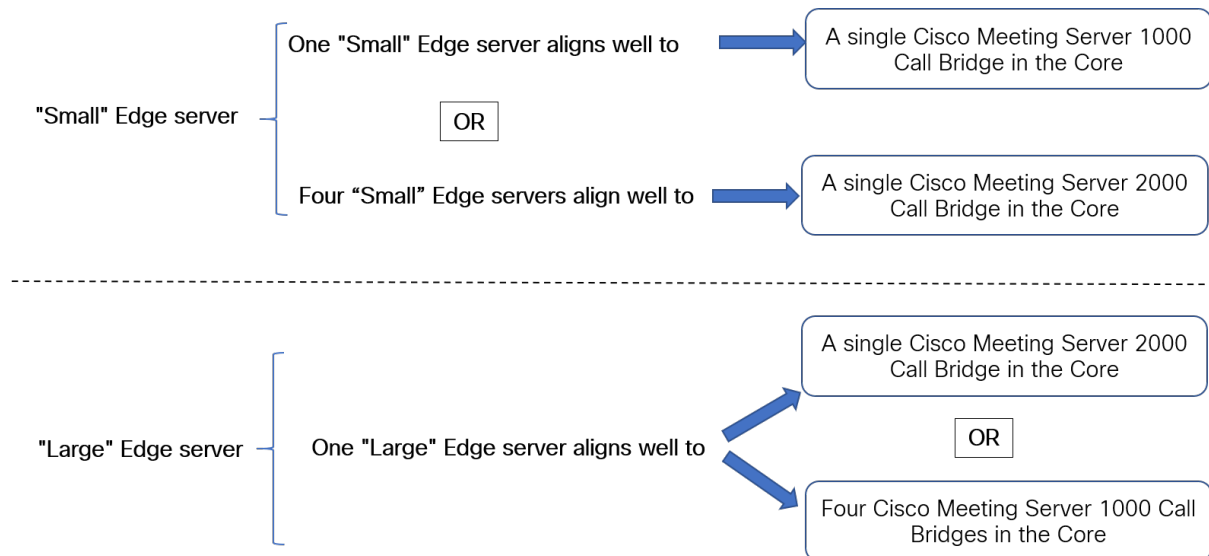 One "Small" Edge server aligns well to
A single Cisco Meeting Server 1000
Call Bridge in the Core
"Small" Edge server
OR
Four “Small” Edge servers align well to
A single Cisco Meeting Server 2000
Call Bridge in the Core
"Large" Edge server
One "Large" Edge server aligns well to
A single Cisco Meeting Server 2000
Call Bridge in the Core
OR
Four Cisco Meeting Server 1000 Call
Bridges in the Core